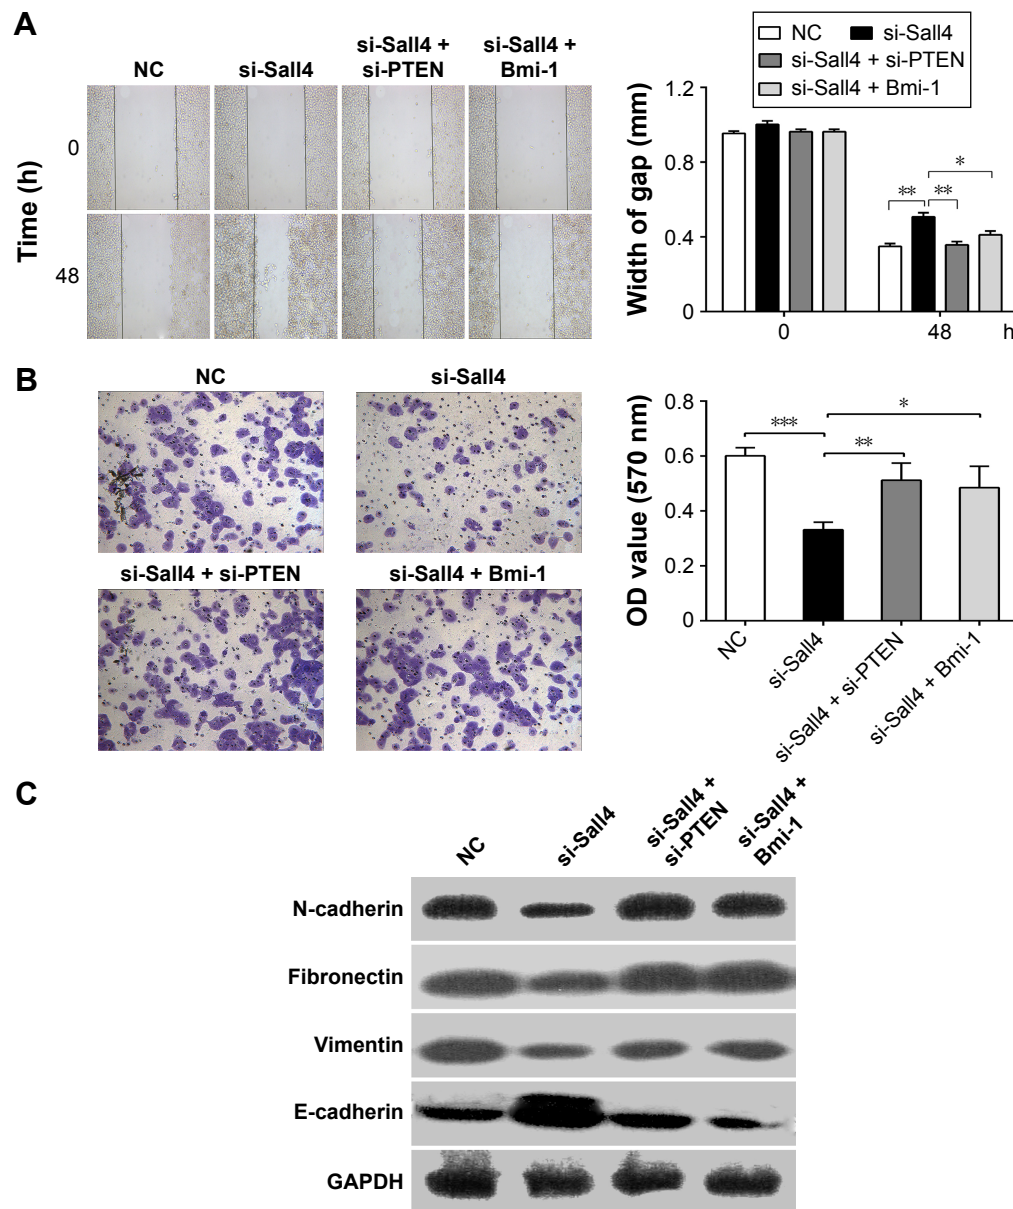 A
NC
si-Sall4
si-Sall4 +
si-PTEN
si-Sall4 +
Bmi-1
Time (h)
0
48
NC
si-Sall4
si-Sall4 + si-PTEN
si-Sall4 + Bmi-1
Width of gap (mm)
1.2
0.8
0.4
0
**
**
*
0
48
h
B
NC
si-Sall4
si-Sall4 + si-PTEN
si-Sall4 + Bmi-1
OD value (570 nm)
0.8
0.6
0.4
0.2
0
***
**
*
NC
si-Sall4
si-Sall4 + si-PTEN
si-Sall4 + Bmi-1
C
NC
si-Sall4
si-Sall4 +
si-PTEN
si-Sall4 +
Bmi-1
N-cadherin
Fibronectin
Vimentin
E-cadherin
GAPDH